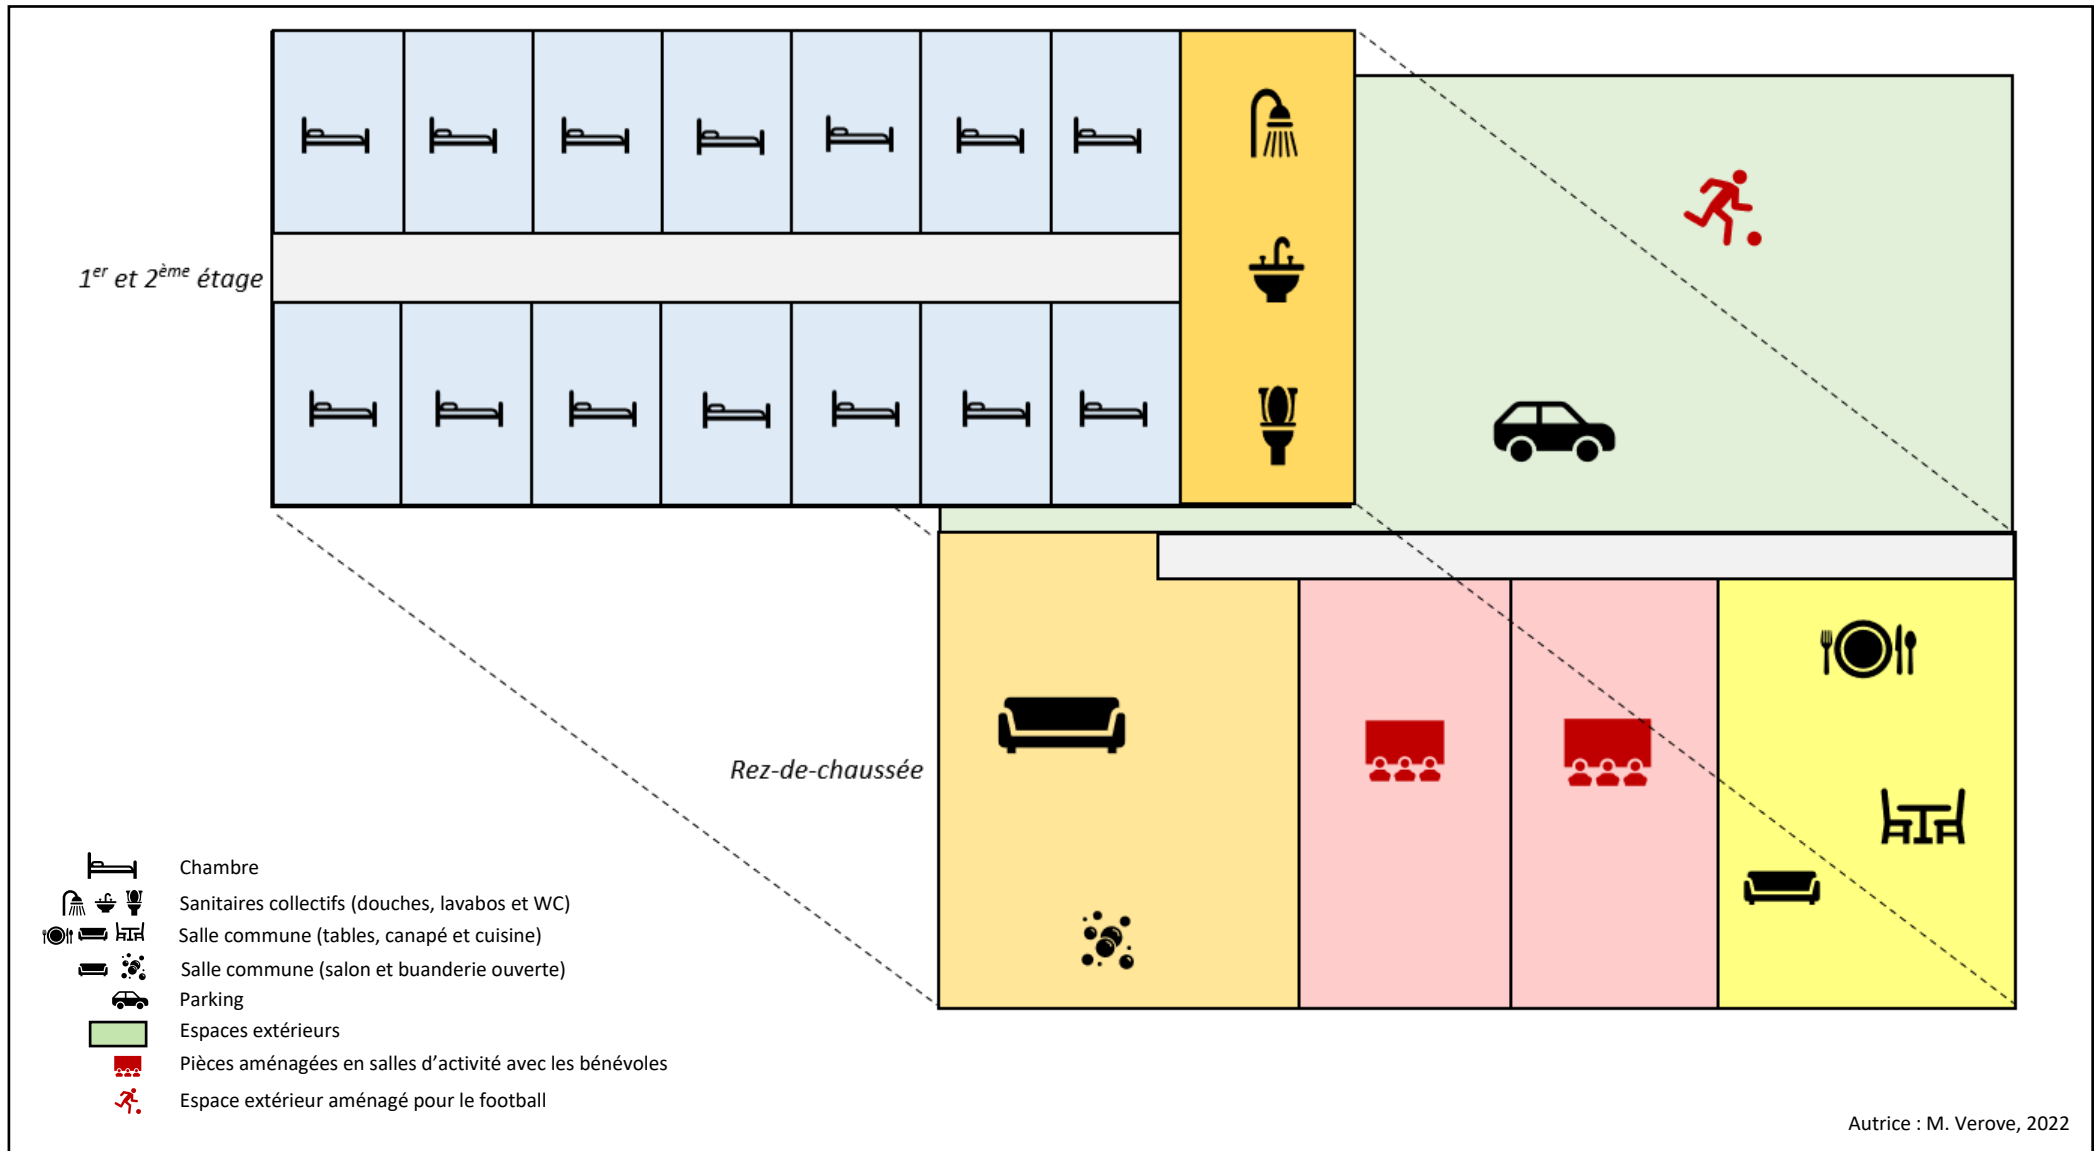 1er et 2ème étage
Rez-de-chaussée
Chambre
Sanitaires collectifs (douches, lavabos et WC)
Salle commune (tables, canapé et cuisine)
Salle commune (salon et buanderie ouverte)
Parking
Espaces extérieurs
Pièces aménagées en salles d’activité avec les bénévoles
Espace extérieur aménagé pour le football
Autrice : M. Verove, 2022